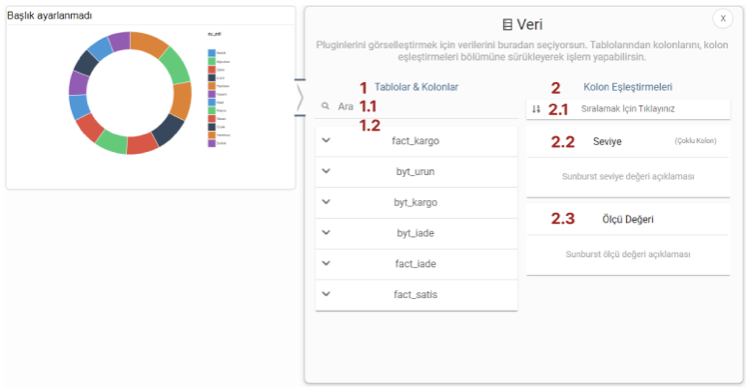 Başlık ayarlanmadı
Veri
X
Pluginlerini görselleştirmek için verilerini buradan seçiyorsun. Tablolarından kolonlarını, kolon
eşleştirmeleri bölümüne sürükleyerek işlem yapabilirsin.
1 Tablolar & Kolonlar
Ara 1.1
1.2
fact_kargo
byt_urun
byt_kargo
byt_iade
fact_iade
fact_satis
2 Kolon Eşleştirmeleri
2.1 Sıralamak İçin Tıklayınız
2.2 Seviye (Çoklu Kolon)
Sunburst seviye değeri açıklaması
2.3 Ölçü Değeri
Sunburst ölçü değeri açıklaması